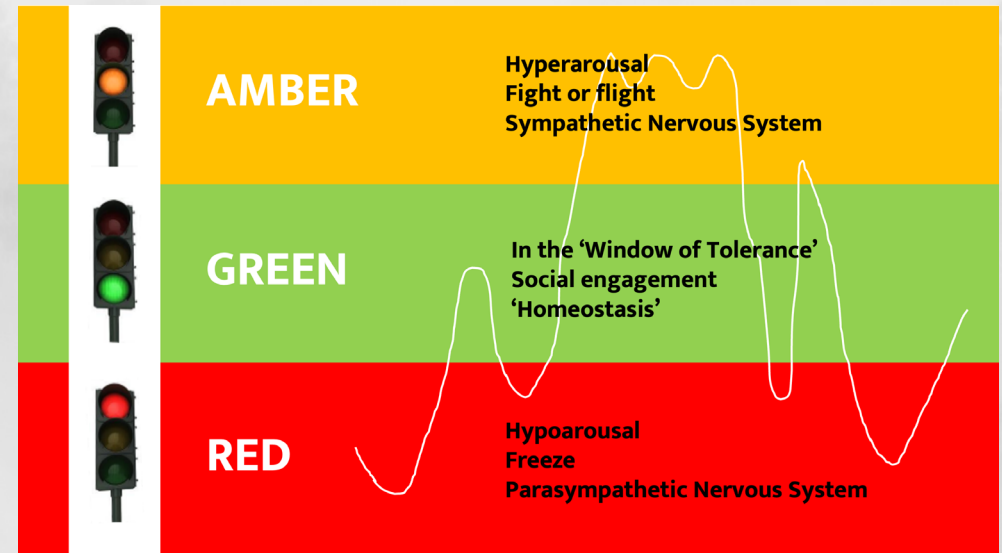 AMBER
Hyperarousal
Fight or flight
Sympathetic Nervous System
GREEN
In the ‘Window of Tolerance’
Social engagement
‘Homeostasis’
RED
Hypoarousal
Freeze
Parasympathetic Nervous System